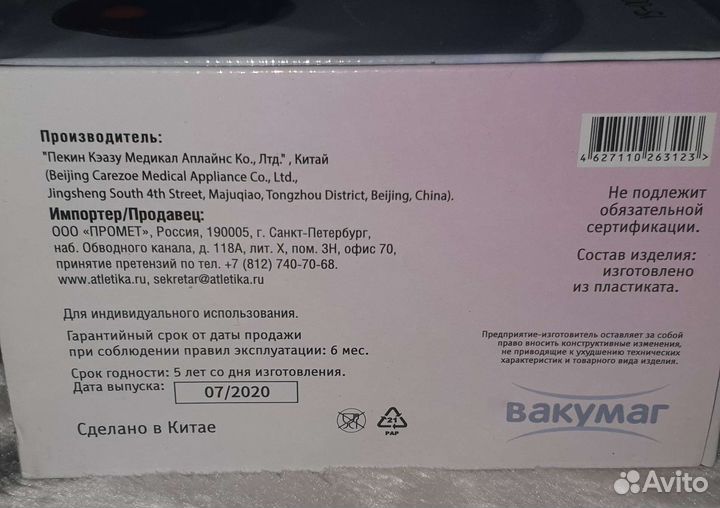 Производитель:
"Пекин Кэазу Медикал Аплайнс Ко., Лтд." , Китай
(Beijing Carezoe Medical Appliance Co., Ltd.,
Jingsheng South 4th Street, Majuqiao, Tongzhou District, Beijing, China).
Импортер/Продавец:
ООО «ПРОМЕТ», Россия, 190005, г. Санкт-Петербург,
наб. Обводного канала, д. 118А, лит. Х, пом. 3Н, офис 70,
принятие претензий по тел. +7 (812) 740-70-68.
www.atletika.ru, sekretar@atletika.ru
Для индивидуального использования.
Гарантийный срок от даты продажи
при соблюдении правил эксплуатации: 6 мес.
Срок годности: 5 лет со дня изготовления.
Дата выпуска: 07/2020
Сделано в Китае
21
PAP
4 627110 263123 >
Не подлежит
обязательной
сертификации.
Состав изделия:
изготовлено
из пластиката.
Предприятие-изготовитель оставляет за собой
право вносить конструктивные изменения,
не приводящие к ухудшению технических
характеристик и товарного вида изделия.
вакумаг
Avito